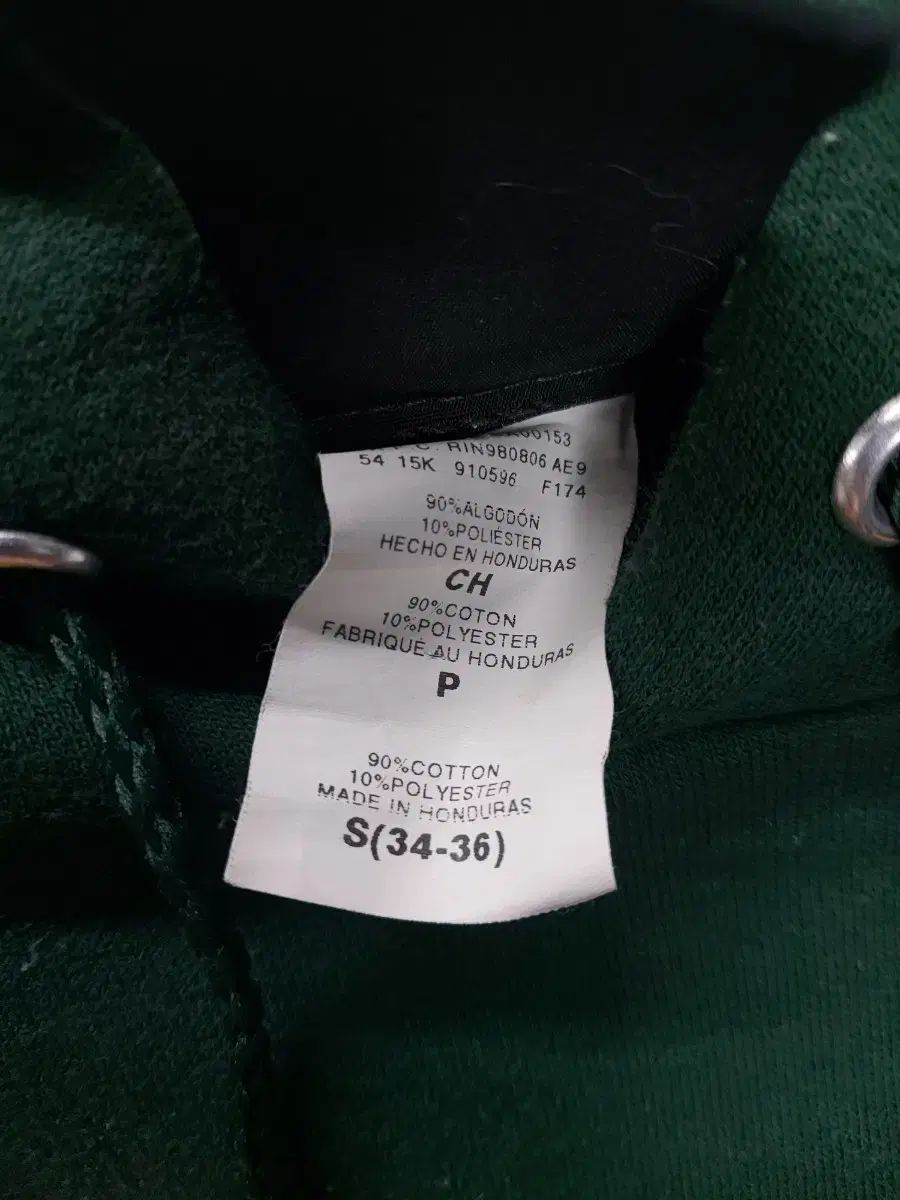 RIN980806 AE9
54 15K 910596 F174
90%ALGODÓN
10%POLIÉSTER
HECHO EN HONDURAS
CH
90%COTON
10%POLYESTER
FABRIQUÉ AU HONDURAS
P
90%COTTON
10%POLYESTER
MADE IN HONDURAS
S(34-36)